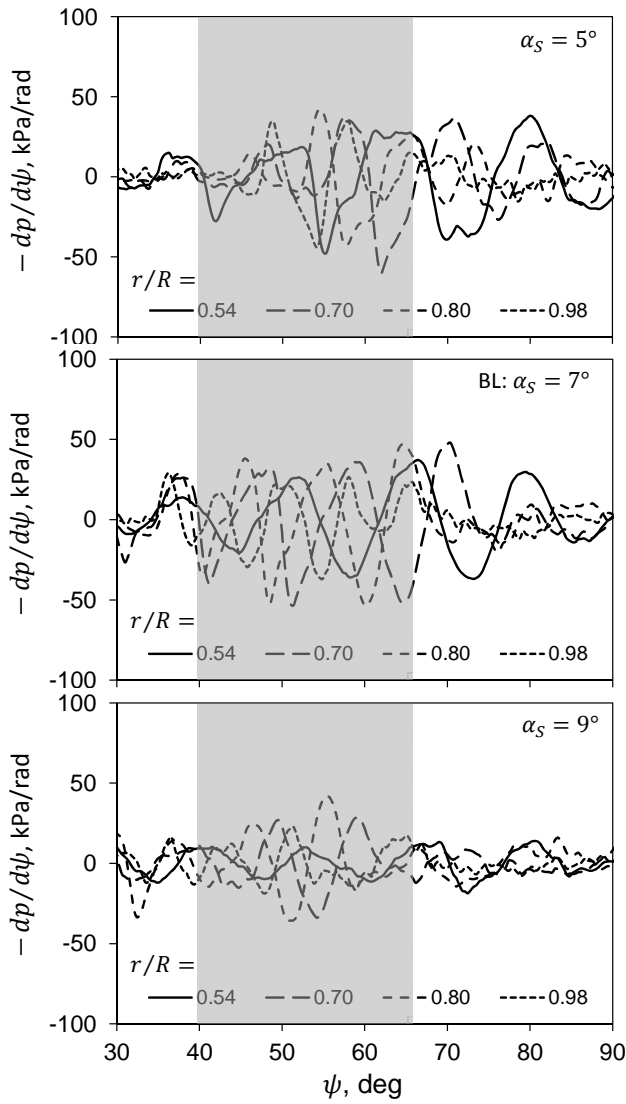 100
50
0
-50
-100
− dp/dψ, kPa/rad
α_S = 5°
r/R =
0.54 0.70 0.80 0.98
100
50
0
-50
-100
− dp/dψ, kPa/rad
BL: α_S = 7°
r/R =
0.54 0.70 0.80 0.98
100
50
0
-50
-100
− dp/dψ, kPa/rad
α_S = 9°
r/R =
0.54 0.70 0.80 0.98
30 40 50 60 70 80 90
ψ, deg